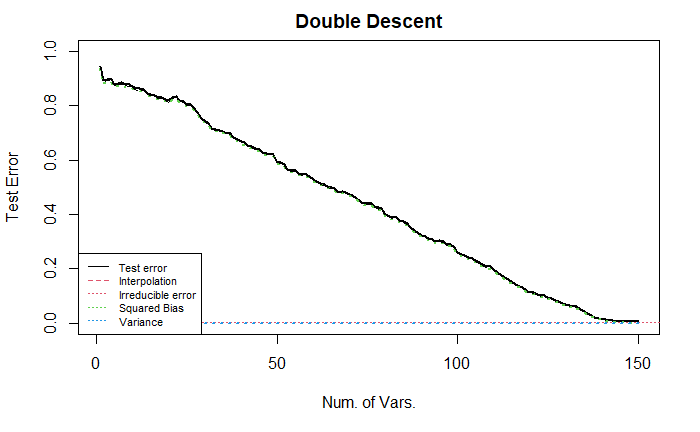 Double Descent
Test Error
1.0
0.8
0.6
0.4
0.2
0.0
Test error
Interpolation
Irreducible error
Squared Bias
Variance
0 50 100 150
Num. of Vars.